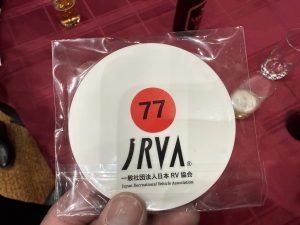 77
JRVA®
一般社団法人日本RV協会
Japan Recreational Vehicle Association